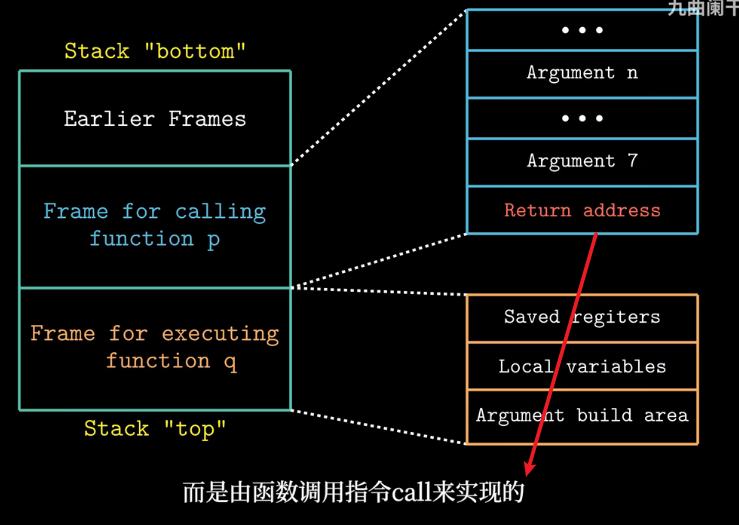 九曲阑干
Stack "bottom"
Earlier Frames
Frame for calling
function p
Frame for executing
function q
Stack "top"
...
Argument n
...
Argument 7
Return address
Saved regiters
Local variables
Argument build area
而是由函数调用指令call来实现的